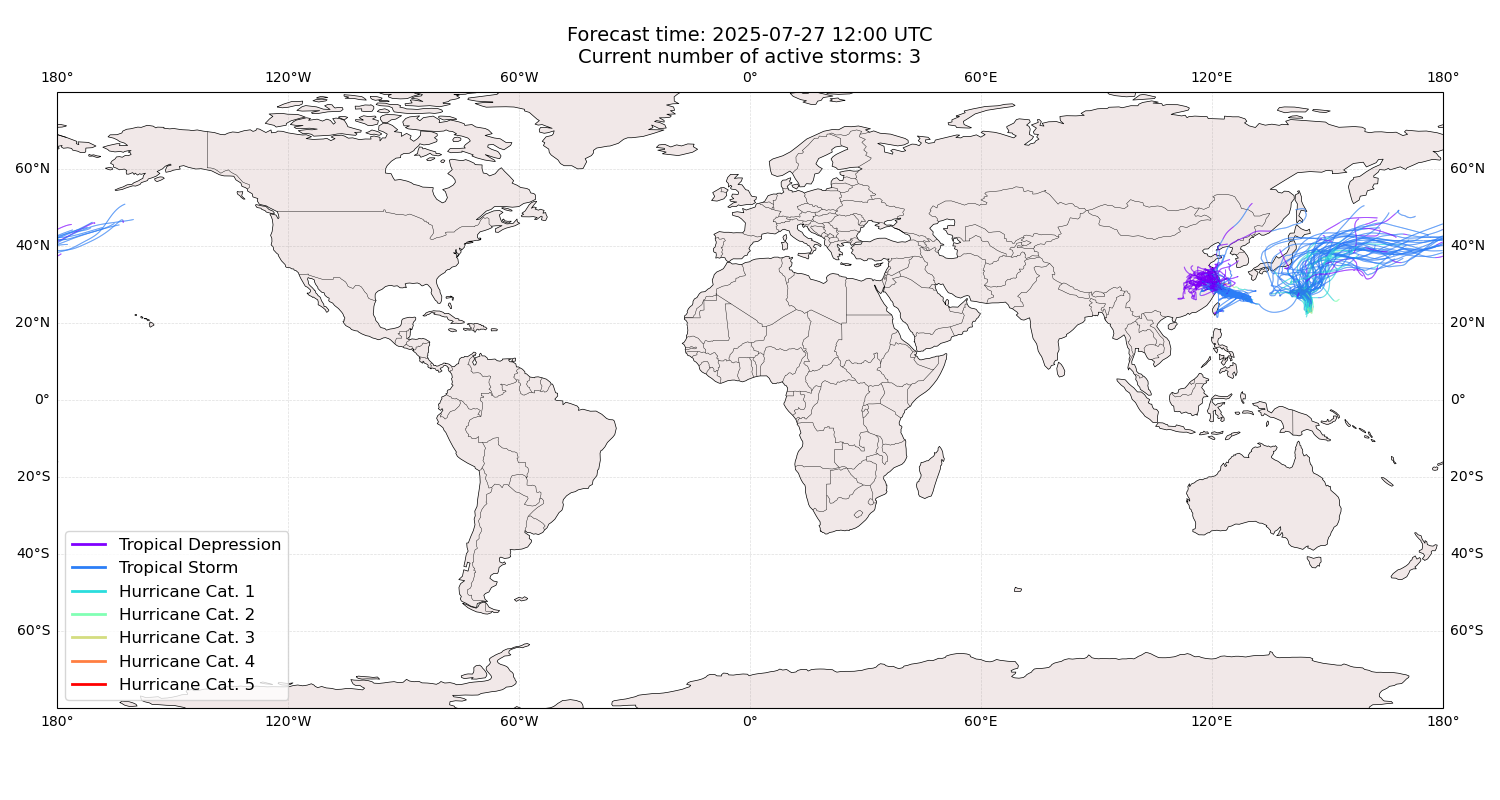 Forecast time: 2025-07-27 12:00 UTC
Current number of active storms: 3
180° 120°W 60°W 0° 60°E 120°E 180°
60°N 60°N
40°N 40°N
20°N 20°N
0° 0°
20°S 20°S
40°S 40°S
60°S 60°S
Tropical Depression
Tropical Storm
Hurricane Cat. 1
Hurricane Cat. 2
Hurricane Cat. 3
Hurricane Cat. 4
Hurricane Cat. 5
180° 120°W 60°W 0° 60°E 120°E 180°